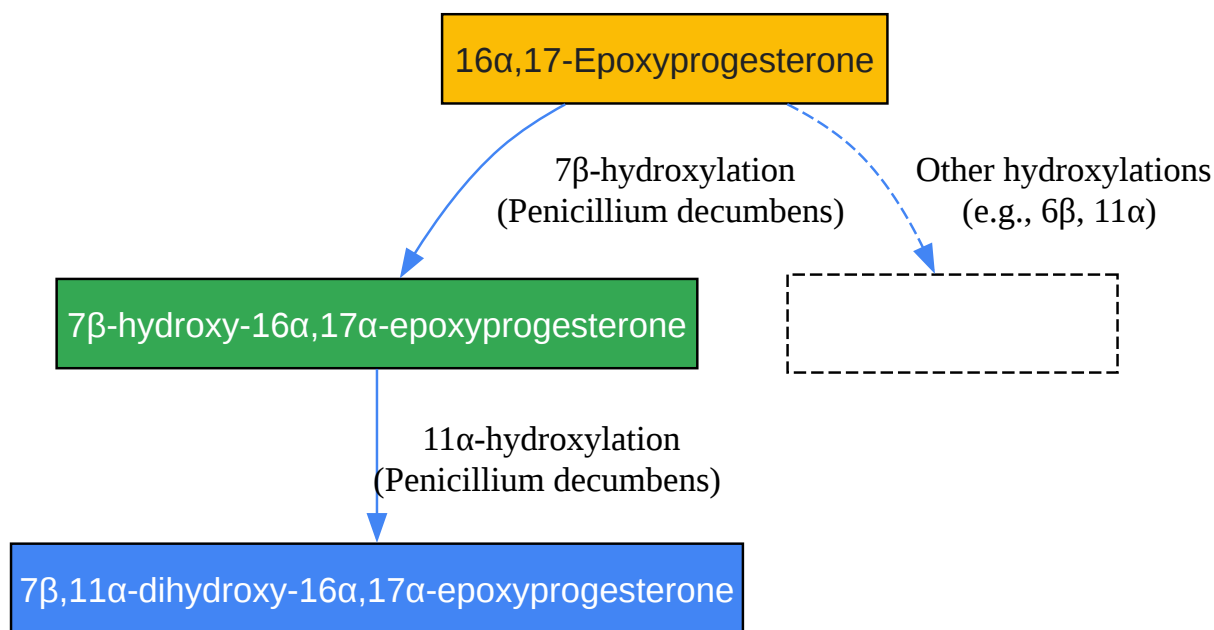 16α,17-Epoxyprogesterone
7β-hydroxylation
(Penicillium decumbens)
Other hydroxylations
(e.g., 6β, 11α)
7β-hydroxy-16α,17α-epoxyprogesterone
11α-hydroxylation
(Penicillium decumbens)
7β,11α-dihydroxy-16α,17α-epoxyprogesterone